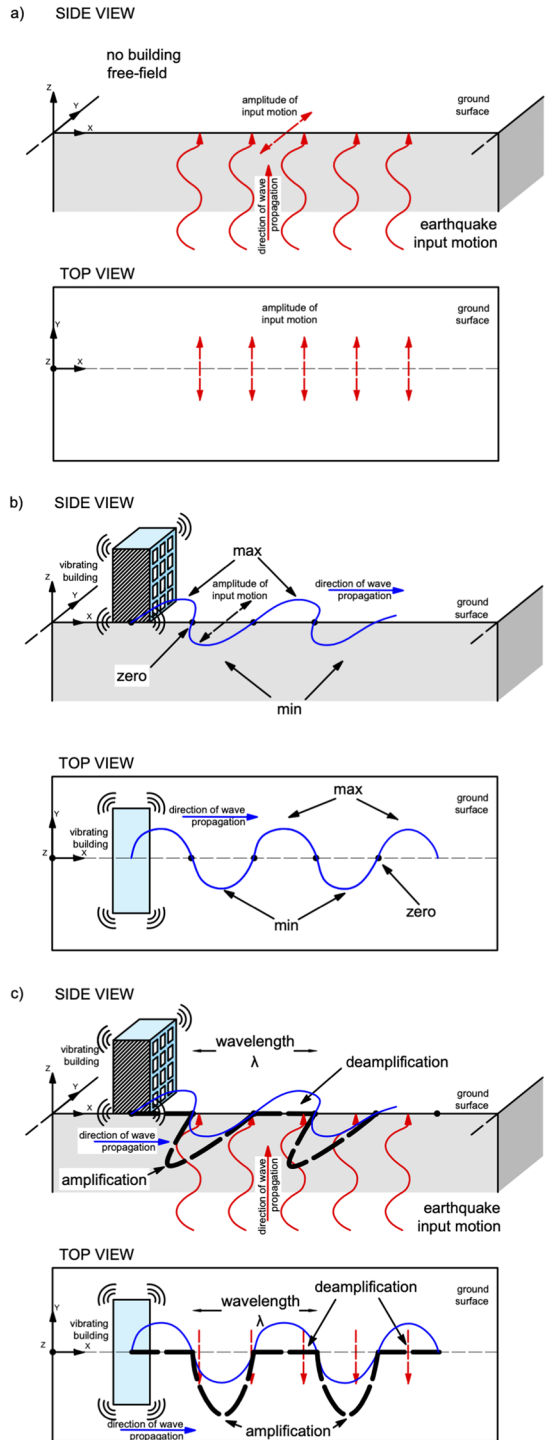 a) SIDE VIEW
no building
free-field
Z
Y
X
amplitude of
input motion
ground
surface
direction of wave
propagation
earthquake
input motion
TOP VIEW
amplitude of
input motion
ground
surface
Y
Z
X
b) SIDE VIEW
vibrating
building
max
amplitude of
input motion
direction of wave
propagation
Z
Y
X
ground
surface
zero
min
TOP VIEW
max
direction of wave
propagation
ground
surface
Y
vibrating
building
Z
X
zero
min
c) SIDE VIEW
vibrating
building
wavelength
λ
deamplification
Z
Y
X
ground
surface
direction of wave
propagation
amplification
direction of wave
propagation
earthquake
input motion
TOP VIEW
deamplification
wavelength
λ
ground
surface
Y
vibrating
building
Z
X
direction of wave
propagation
amplification